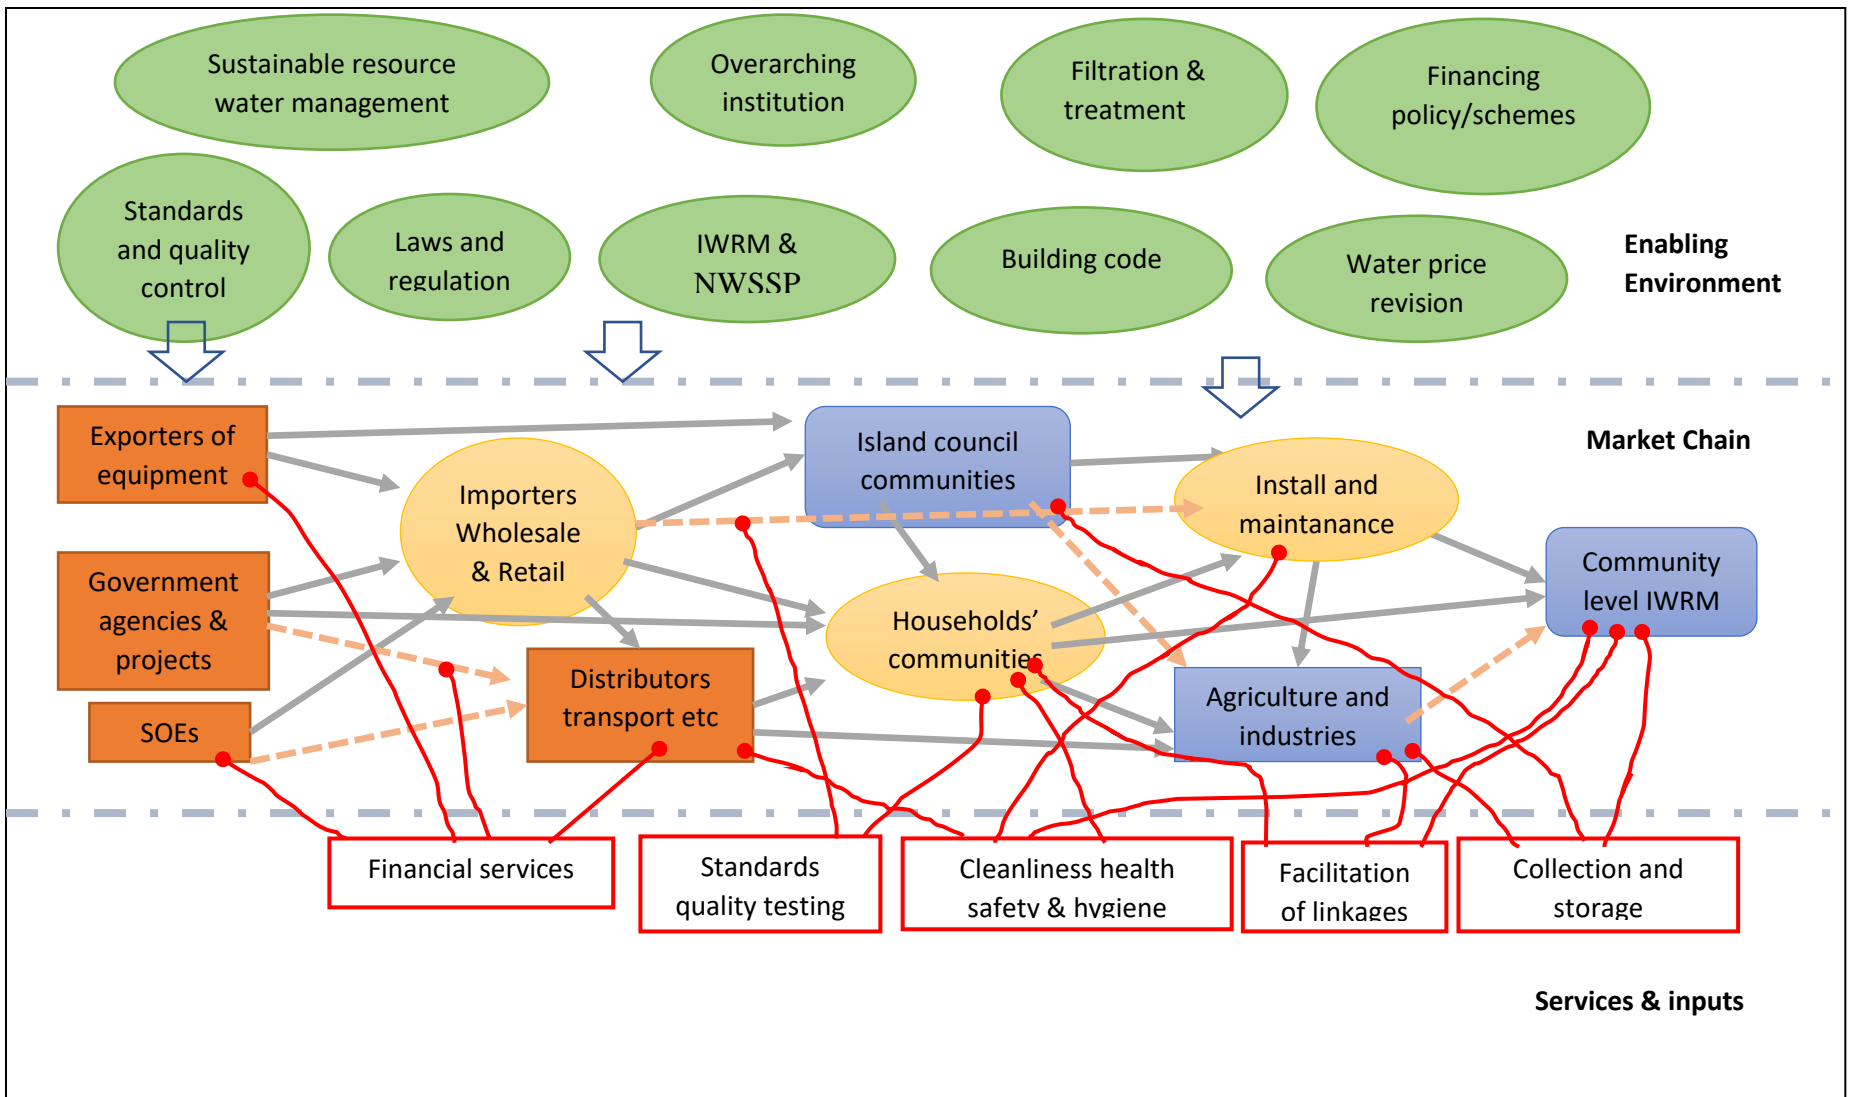 Sustainable resource
water management
Overarching
institution
Filtration &
treatment
Financing
policy/schemes
Standards
and quality
control
Laws and
regulation
IWRM &
NWSSP
Building code
Water price
revision
Enabling
Environment
Exporters of
equipment
Importers
Wholesale
& Retail
Island council
communities
Install and
maintanance
Market Chain
Government
agencies &
projects
Households’
communities
Community
level IWRM
SOEs
Distributors
transport etc
Agriculture and
industries
Financial services
Standards
quality testing
Cleanliness health
safety & hygiene
Facilitation
of linkages
Collection and
storage
Services & inputs